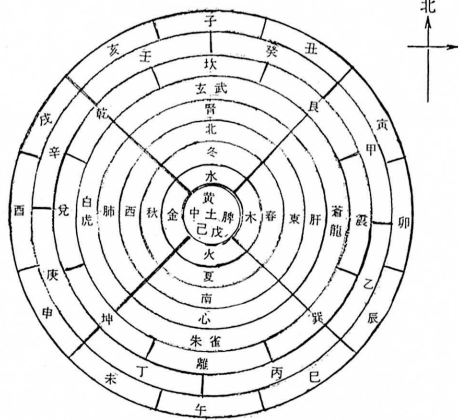 北
子
亥 丑
壬 癸
坎
戌 寅
乾 玄武 艮
辛 甲
腎
北
冬
水
酉 兌 白虎 肺 西 秋 金 木 春 東 肝 蒼龍 震 卯
黄
中 土 脾
己 戊
火
夏
南
心
庚 乙
申 坤 朱雀 巽 辰
離
丁 丙
未 巳
午